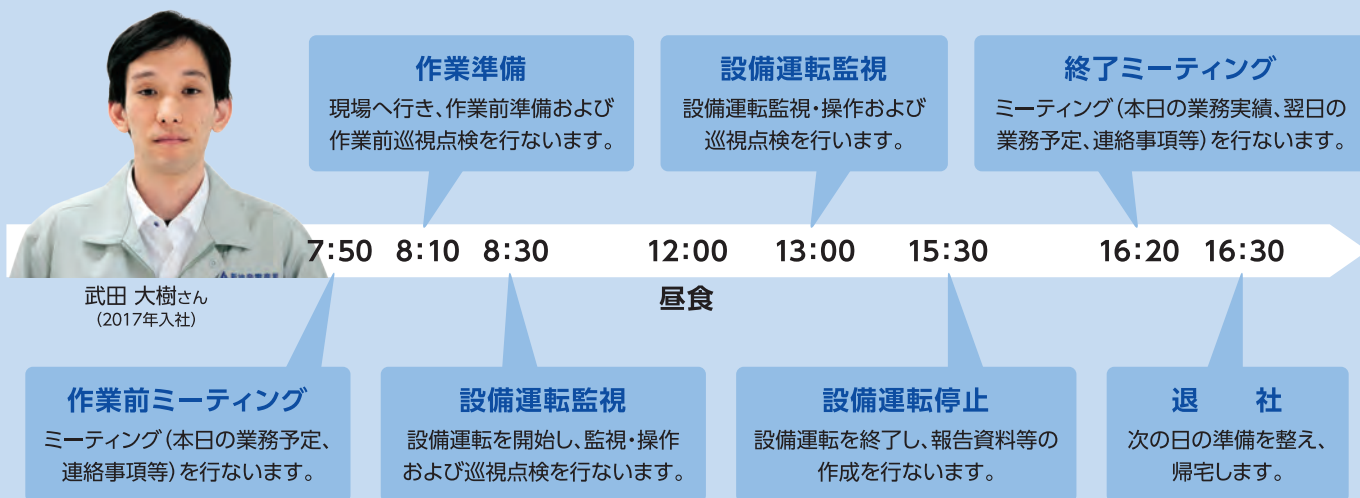 作業準備
現場へ行き、作業前準備および
作業前巡視点検を行ないます。
設備運転監視
設備運転監視・操作および
巡視点検を行います。
終了ミーティング
ミーティング(本日の業務実績、翌日の
業務予定、連絡事項等)を行ないます。
7:50 8:10 8:30 12:00 13:00 15:30 16:20 16:30
昼食
武田 大樹さん
(2017年入社)
作業前ミーティング
ミーティング(本日の業務予定、
連絡事項等)を行ないます。
設備運転監視
設備運転を開始し、監視・操作
および巡視点検を行ないます。
設備運転停止
設備運転を終了し、報告資料等の
作成を行ないます。
退 社
次の日の準備を整え、
帰宅します。